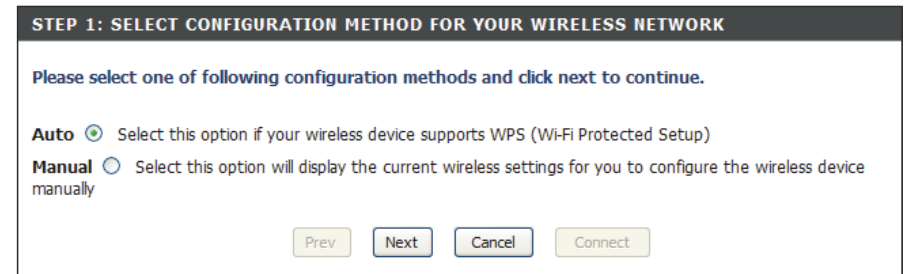 STEP 1: SELECT CONFIGURATION METHOD FOR YOUR WIRELESS NETWORK
Please select one of following configuration methods and click next to continue.
Auto Select this option if your wireless device supports WPS (Wi-Fi Protected Setup)
Manual Select this option will display the current wireless settings for you to configure the wireless device
manually
Prev Next Cancel Connect